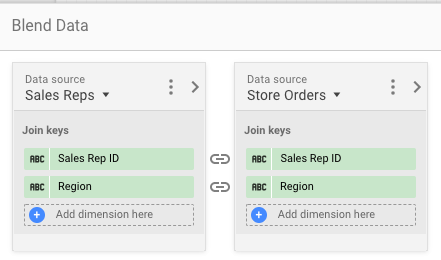 Blend Data
Data source
Sales Reps
Join keys
ABC Sales Rep ID
ABC Region
Add dimension here
Data source
Store Orders
Join keys
ABC Sales Rep ID
ABC Region
Add dimension here